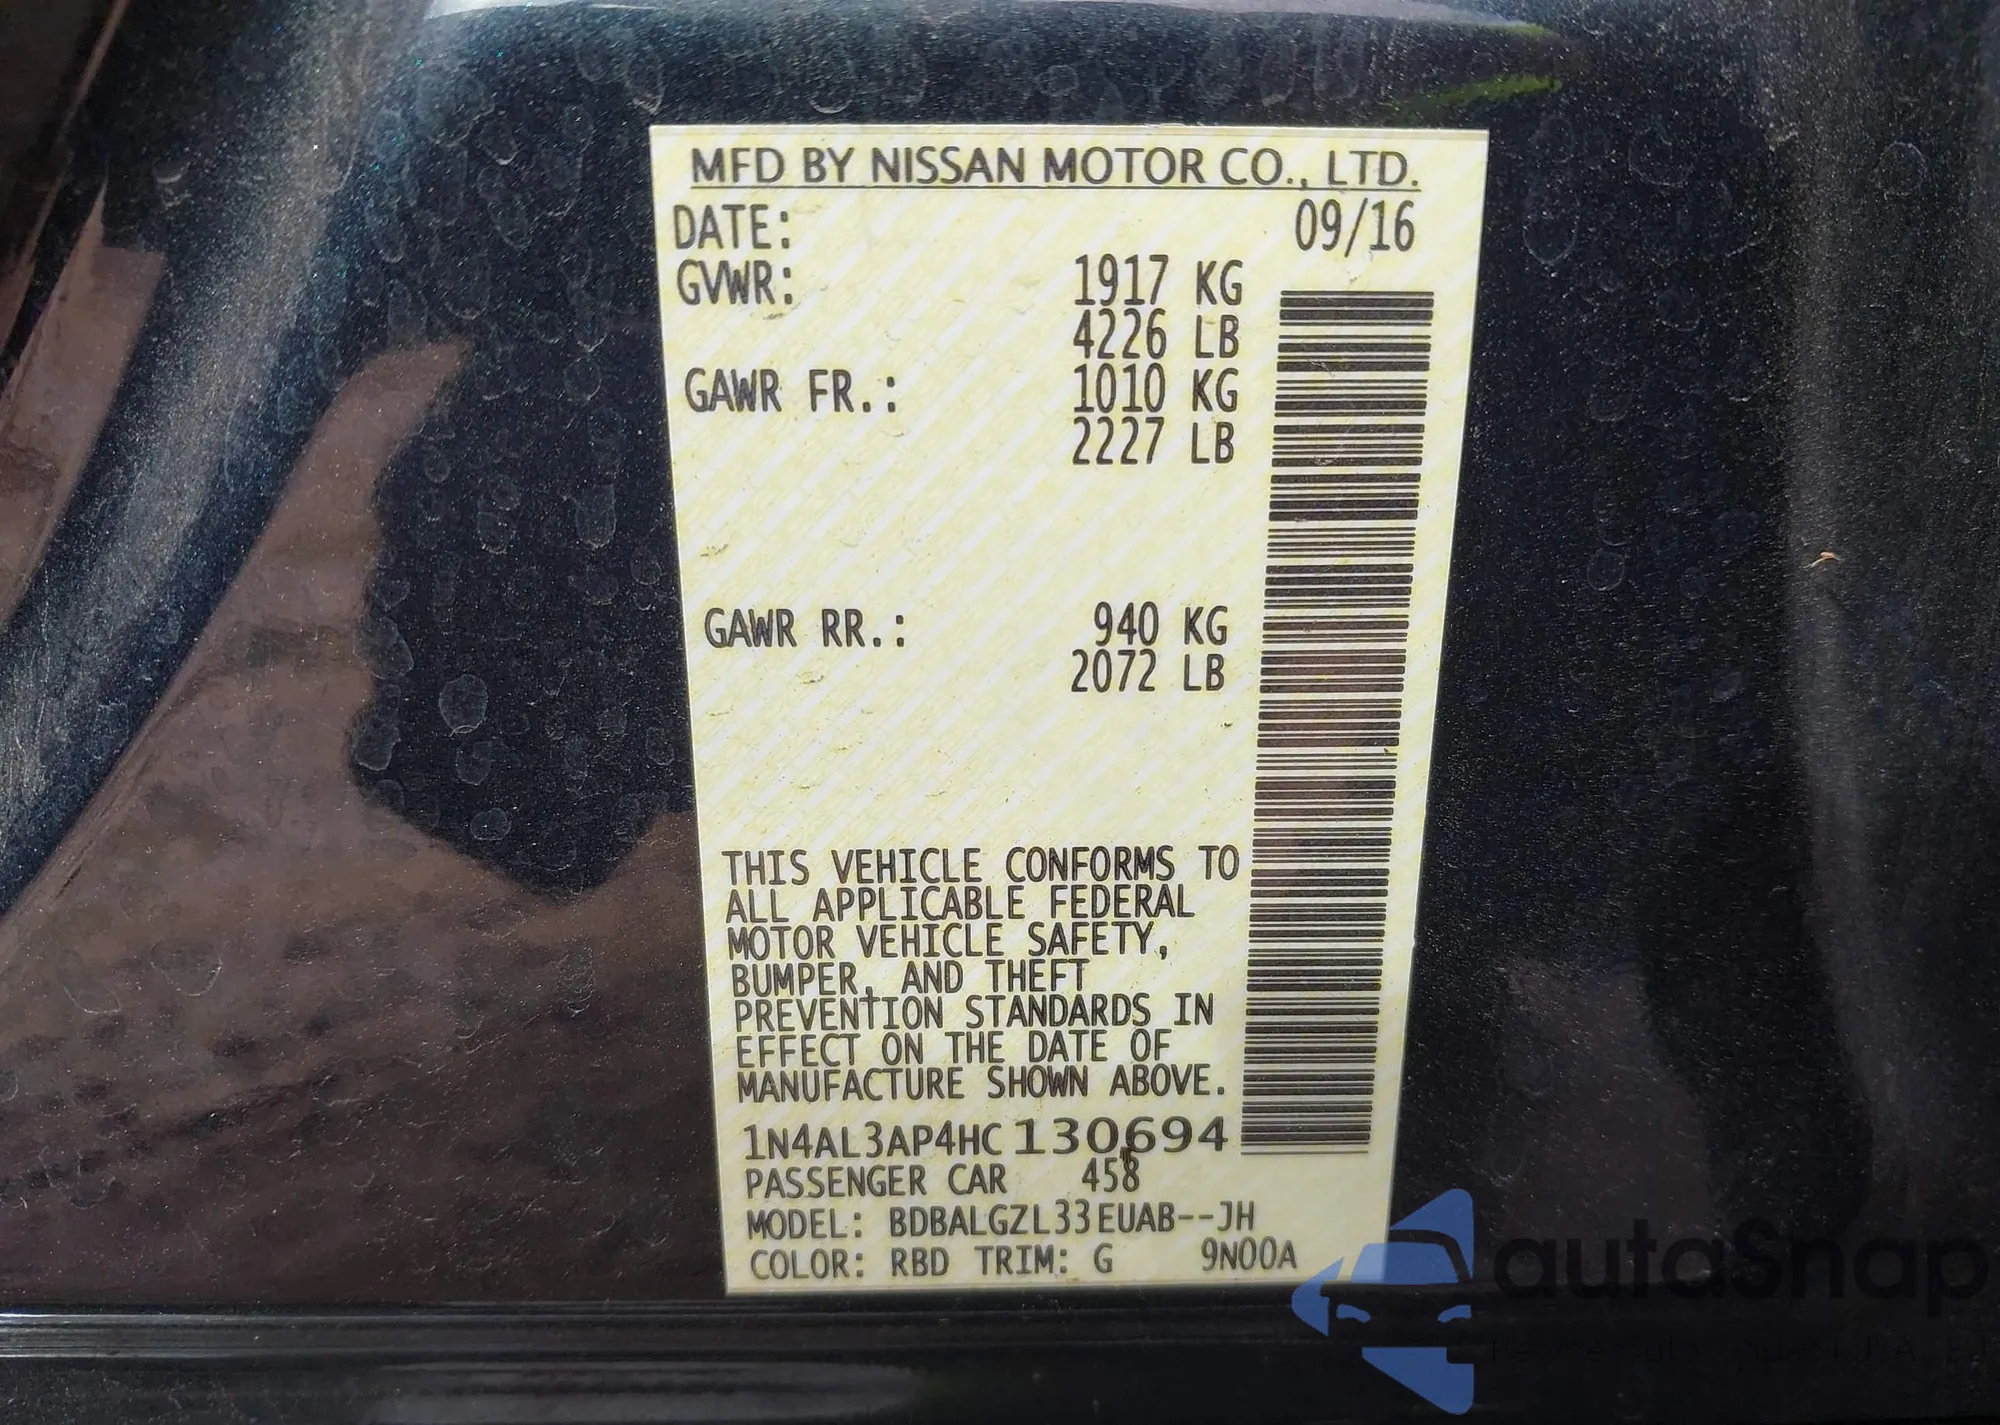 MFD BY NISSAN MOTOR CO., LTD.
DATE: 09/16
GVWR: 1917 KG
4226 LB
GAWR FR.: 1010 KG
2227 LB
GAWR RR.: 940 KG
2072 LB
THIS VEHICLE CONFORMS TO
ALL APPLICABLE FEDERAL
MOTOR VEHICLE SAFETY,
BUMPER, AND THEFT
PREVENTION STANDARDS IN
EFFECT ON THE DATE OF
MANUFACTURE SHOWN ABOVE.
1N4AL3AP4HC130694
PASSENGER CAR 458
MODEL: BDBALGZL33EUAB--JH
COLOR: RBD TRIM: G 9N00A
autasnap